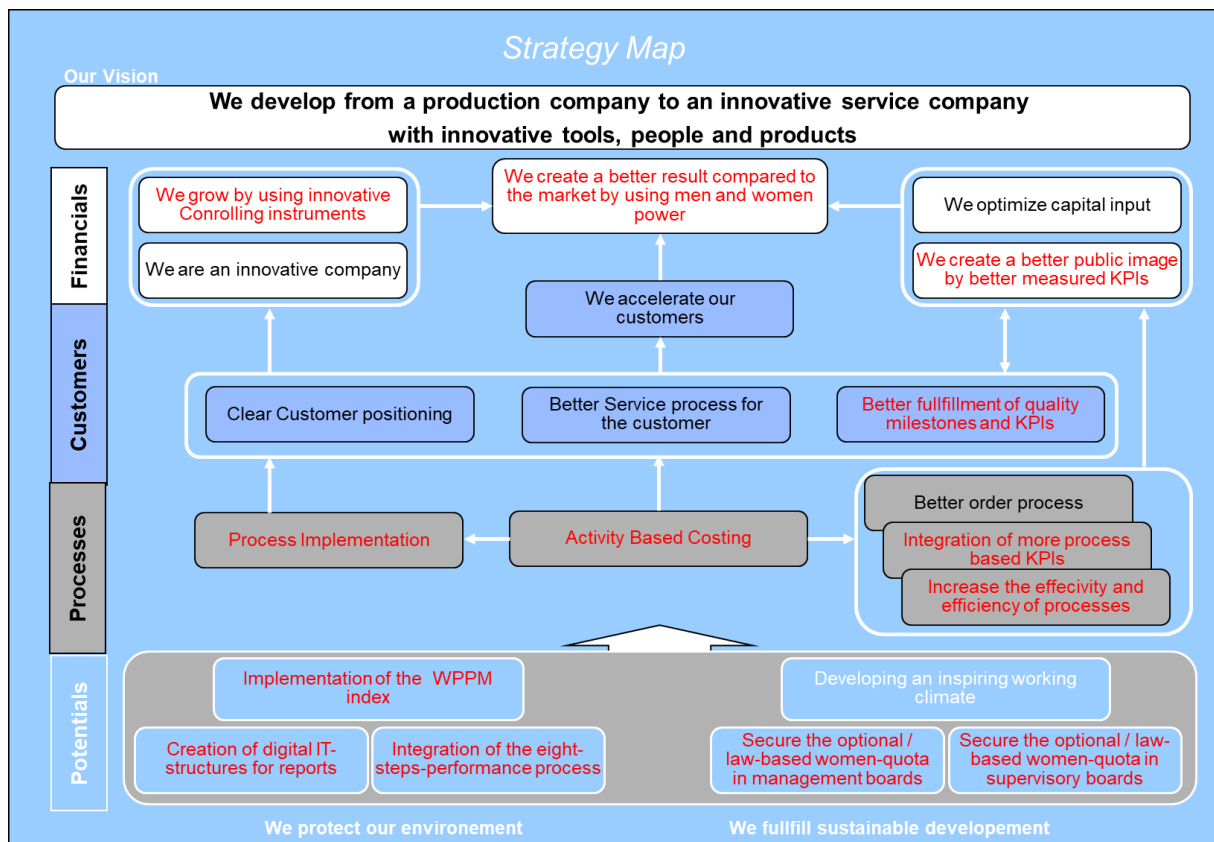 Strategy Map
Our Vision
We develop from a production company to an innovative service company
with innovative tools, people and products
Financials
We grow by using innovative
Conrolling instruments
We are an innovative company
We create a better result compared to
the market by using men and women
power
We optimize capital input
We create a better public image
by better measured KPIs
Customers
We accelerate our
customers
Clear Customer positioning
Better Service process for
the customer
Better fullfillment of quality
milestones and KPIs
Processes
Process Implementation
Activity Based Costing
Better order process
Integration of more process
based KPIs
Increase the effecivity and
efficiency of processes
Potentials
Implementation of the WPPM
index
Developing an inspiring working
climate
Creation of digital IT-
structures for reports
Integration of the eight-
steps-performance process
Secure the optional /
law-based women-quota
in management boards
Secure the optional / law-
based women-quota in
supervisory boards
We protect our environement
We fullfill sustainable developement